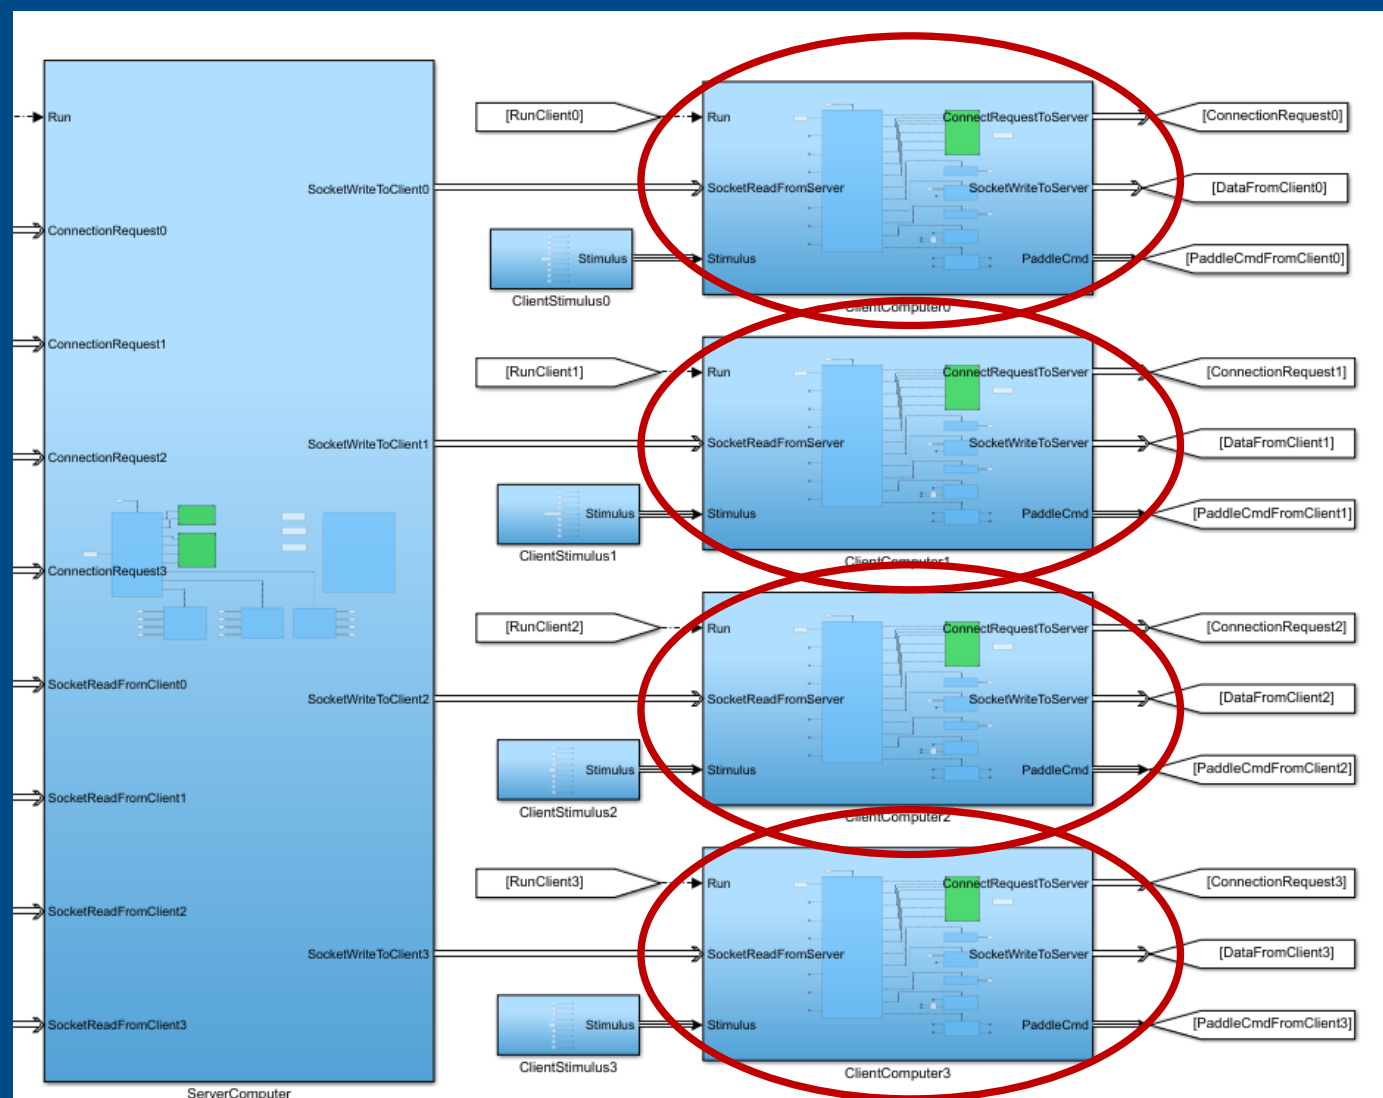 Run
SocketWriteToClient0
ConnectionRequest0
ConnectionRequest1
SocketWriteToClient1
ConnectionRequest2
ConnectionRequest3
SocketReadFromClient0
SocketWriteToClient2
SocketReadFromClient1
SocketReadFromClient2
SocketWriteToClient3
SocketReadFromClient3
ServerComputer
[RunClient0]
Run
ConnectRequestToServer
[ConnectionRequest0]
SocketReadFromServer
SocketWriteToServer
[DataFromClient0]
Stimulus
Stimulus
PaddleCmd
[PaddleCmdFromClient0]
ClientStimulus0
ClientComputer0
[RunClient1]
Run
ConnectRequestToServer
[ConnectionRequest1]
SocketReadFromServer
SocketWriteToServer
[DataFromClient1]
Stimulus
Stimulus
PaddleCmd
[PaddleCmdFromClient1]
ClientStimulus1
ClientComputer1
[RunClient2]
Run
ConnectRequestToServer
[ConnectionRequest2]
SocketReadFromServer
SocketWriteToServer
[DataFromClient2]
Stimulus
Stimulus
PaddleCmd
[PaddleCmdFromClient2]
ClientStimulus2
ClientComputer2
[RunClient3]
Run
ConnectRequestToServer
[ConnectionRequest3]
SocketReadFromServer
SocketWriteToServer
[DataFromClient3]
Stimulus
Stimulus
PaddleCmd
[PaddleCmdFromClient3]
ClientStimulus3
ClientComputer3